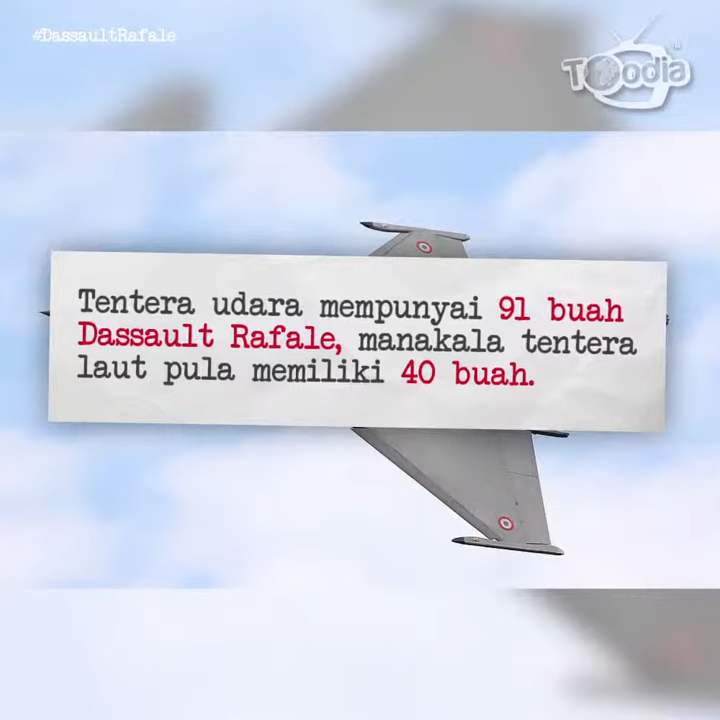 #DassaultRafale
Toodia
Tentera udara mempunyai 91 buah
Dassault Rafale, manakala tentera
laut pula memiliki 40 buah.